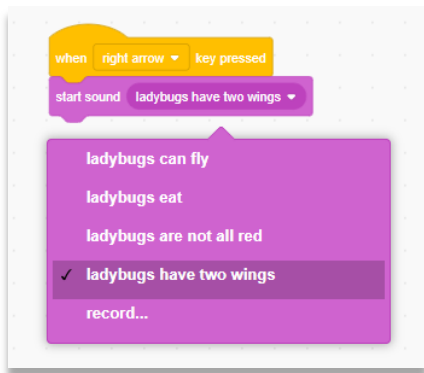 when right arrow key pressed
start sound ladybugs have two wings
ladybugs can fly
ladybugs eat
ladybugs are not all red
✓ ladybugs have two wings
record...